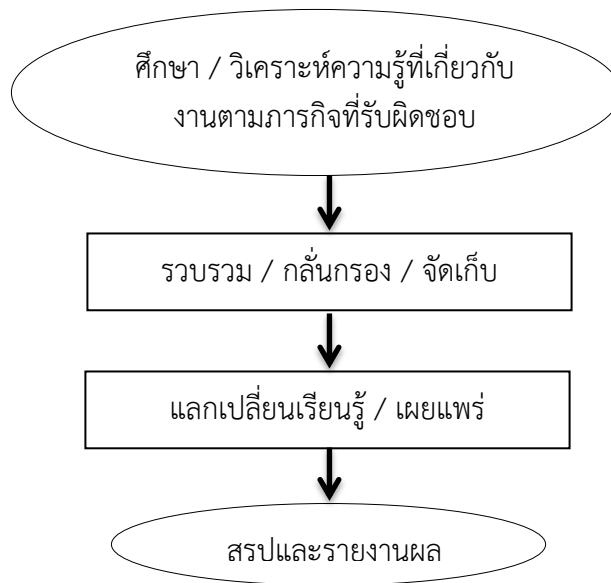 ศึกษา / วิเคราะห์ความรู้ที่เกี่ยวกับ
งานตามภารกิจที่รับผิดชอบ
รวบรวม / กลั่นกรอง / จัดเก็บ
แลกเปลี่ยนเรียนรู้ / เผยแพร่
สรุปและรายงานผล